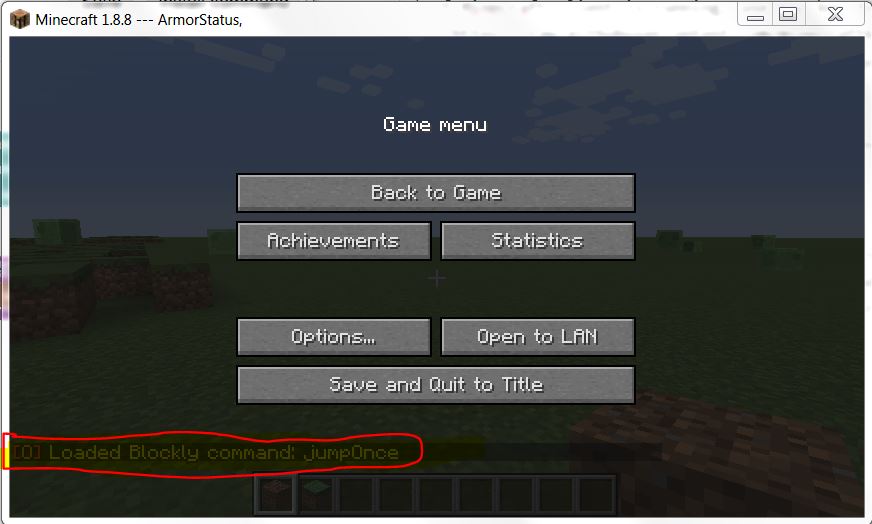 Minecraft 1.8.8 --- ArmorStatus,
Game menu
Back to Game
Achievements
Statistics
Options...
Open to LAN
Save and Quit to Title
[0] Loaded Blockly command: jumpOnce